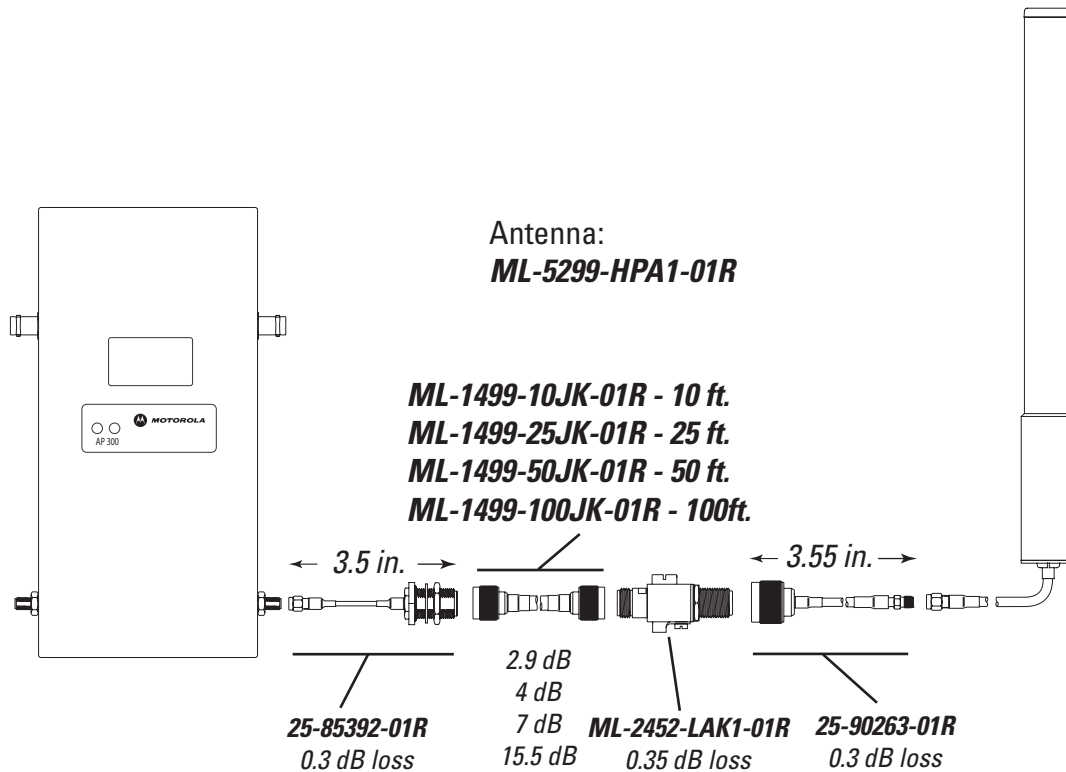 Antenna:
ML-5299-HPA1-01R
MOTOROLA
AP 300
ML-1499-10JK-01R - 10 ft.
ML-1499-25JK-01R - 25 ft.
ML-1499-50JK-01R - 50 ft.
ML-1499-100JK-01R - 100ft.
3.5 in.
3.55 in.
25-85392-01R
0.3 dB loss
2.9 dB
4 dB
7 dB
15.5 dB
ML-2452-LAK1-01R
0.35 dB loss
25-90263-01R
0.3 dB loss